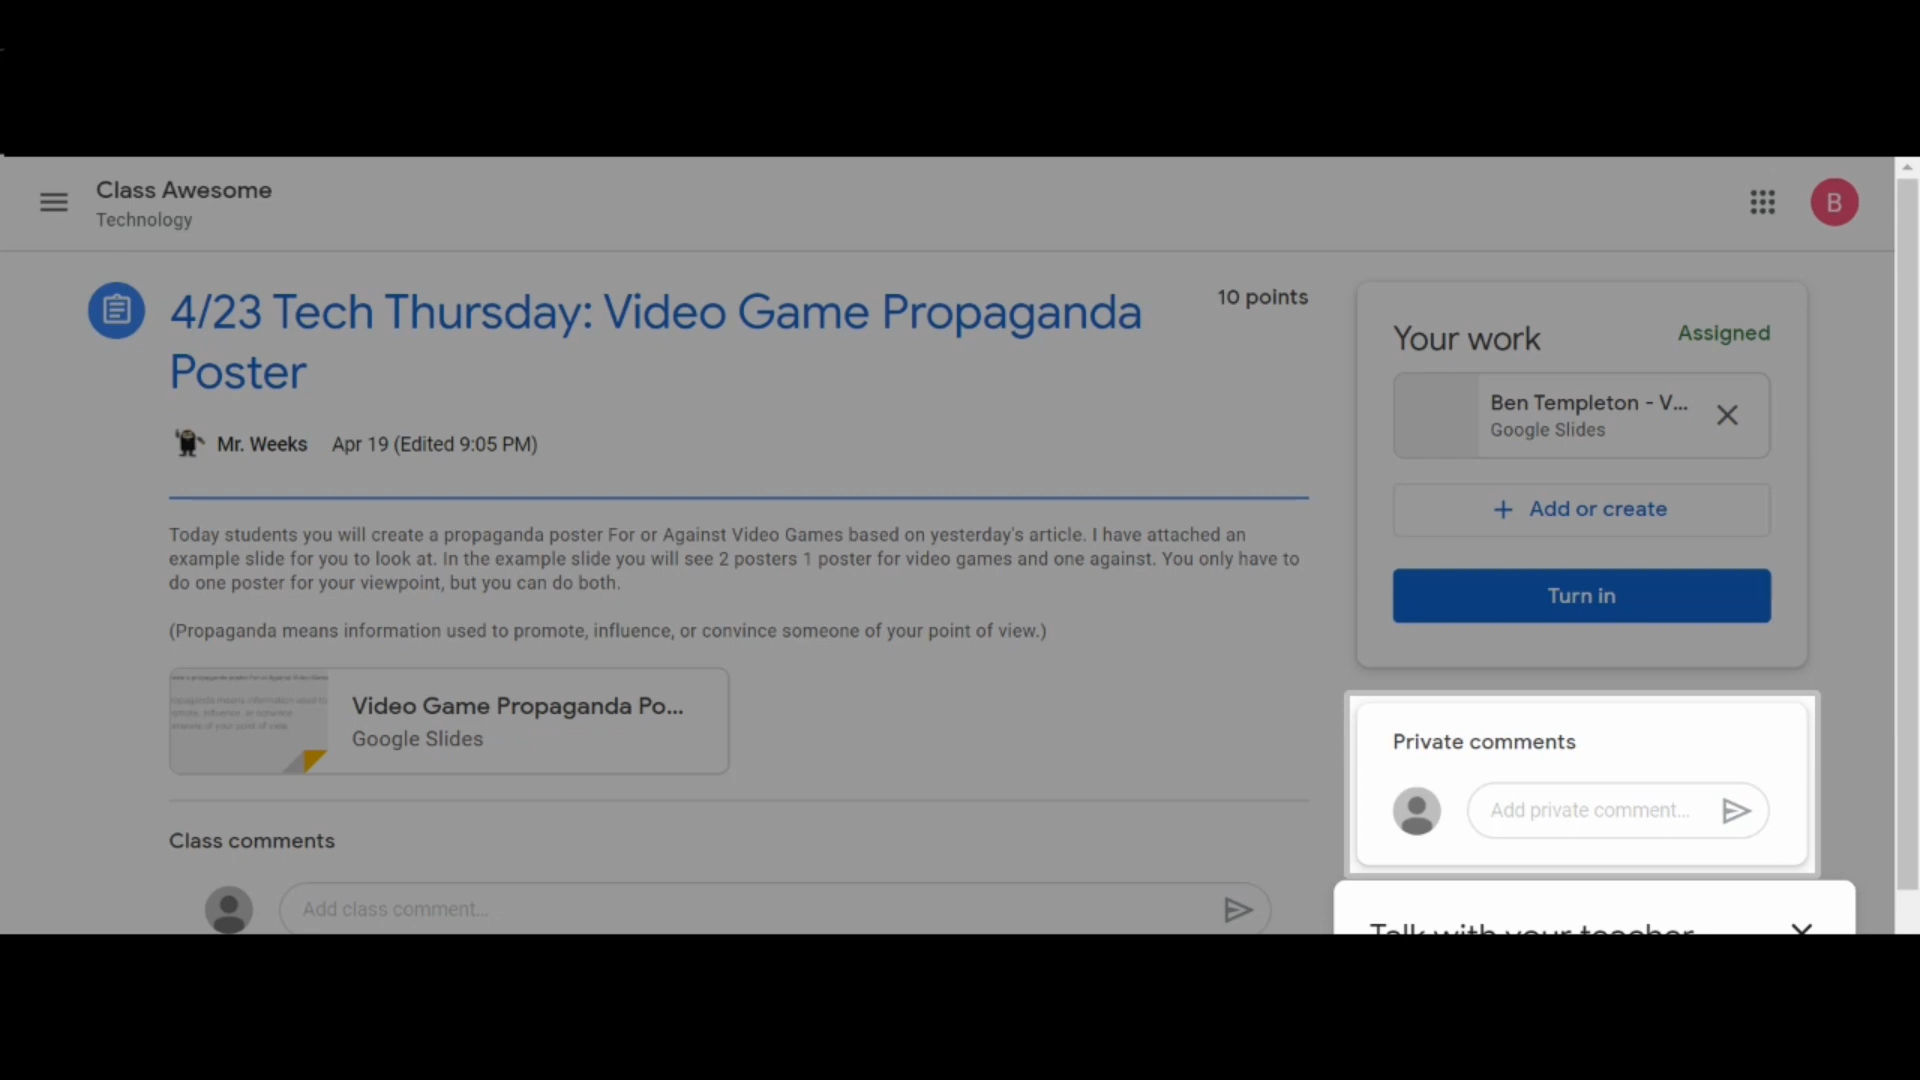 Class Awesome
Technology
B
4/23 Tech Thursday: Video Game Propaganda
Poster
10 points
Mr. Weeks Apr 19 (Edited 9:05 PM)
Today students you will create a propaganda poster For or Against Video Games based on yesterday's article. I have attached an
example slide for you to look at. In the example slide you will see 2 posters 1 poster for video games and one against. You only have to
do one poster for your viewpoint, but you can do both.
(Propaganda means information used to promote, influence, or convince someone of your point of view.)
Video Game Propaganda Po...
Google Slides
Class comments
Add class comment...
Your work
Assigned
Ben Templeton - V...
Google Slides
+ Add or create
Turn in
Private comments
Add private comment...
Talk with your teacher